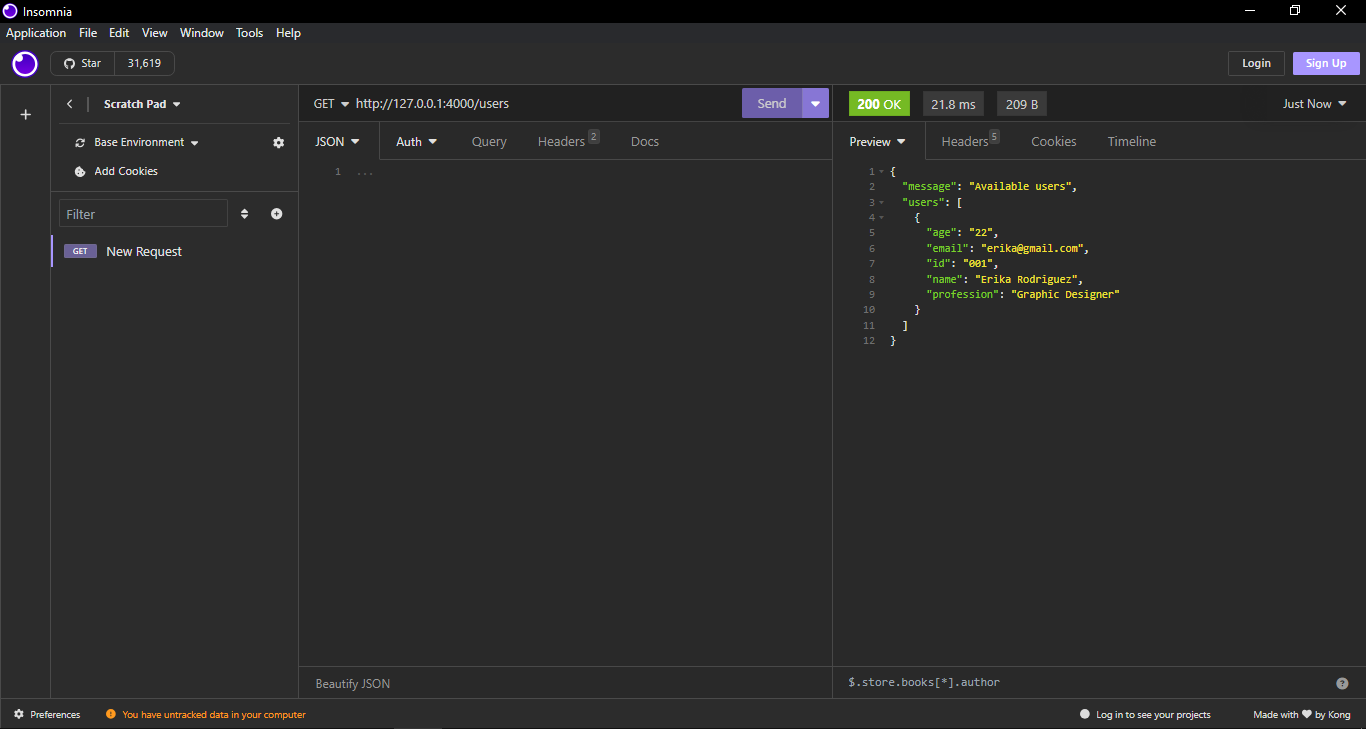 Insomnia
Application File Edit View Window Tools Help
Star 31,619
Login Sign Up
Scratch Pad
Base Environment
Add Cookies
Filter
GET New Request
GET http://127.0.0.1:4000/users Send
JSON Auth Query Headers 2 Docs
1 ...
Beautify JSON
200 OK 21.8 ms 209 B Just Now
Preview Headers 5 Cookies Timeline
1 {
2 "message": "Available users",
3 "users": [
4 {
5 "age": "22",
6 "email": "erika@gmail.com",
7 "id": "001",
8 "name": "Erika Rodriguez",
9 "profession": "Graphic Designer"
10 }
11 ]
12 }
$.store.books[*].author
Preferences You have untracked data in your computer
Log in to see your projects Made with ♥ by Kong